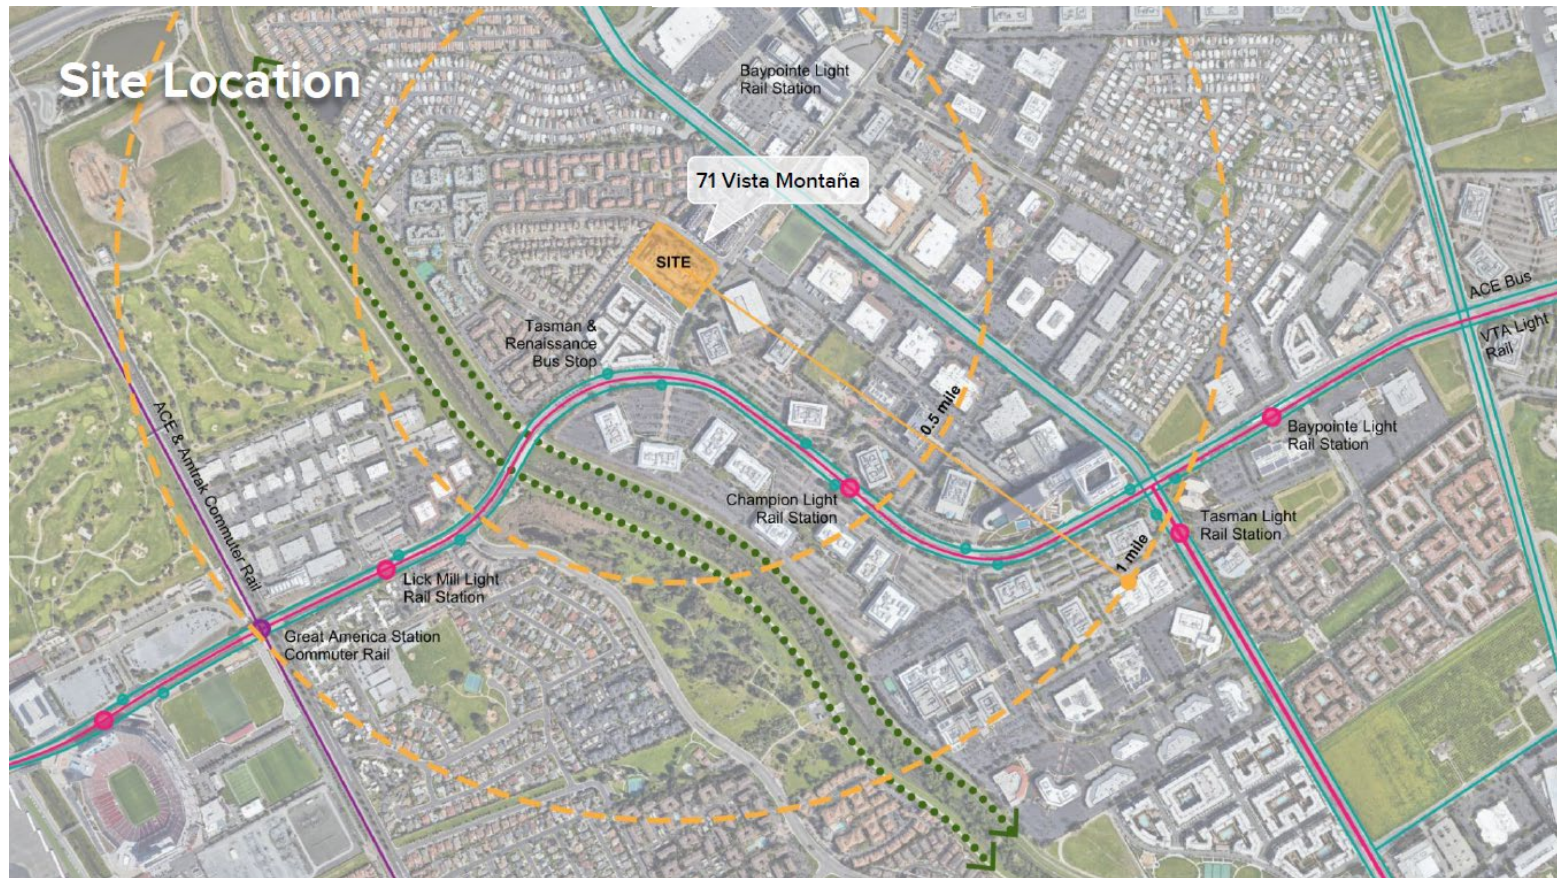 Site Location
Baypointe Light
Rail Station
71 Vista Montaña
SITE
ACE Bus
VTA Light
Rail
Tasman &
Renaissance
Bus Stop
0.5 mile
ACE & Amtrak Commuter Rail
Baypointe Light
Rail Station
Champion Light
Rail Station
Tasman Light
Rail Station
1 mile
Lick Mill Light
Rail Station
Great America Station
Commuter Rail